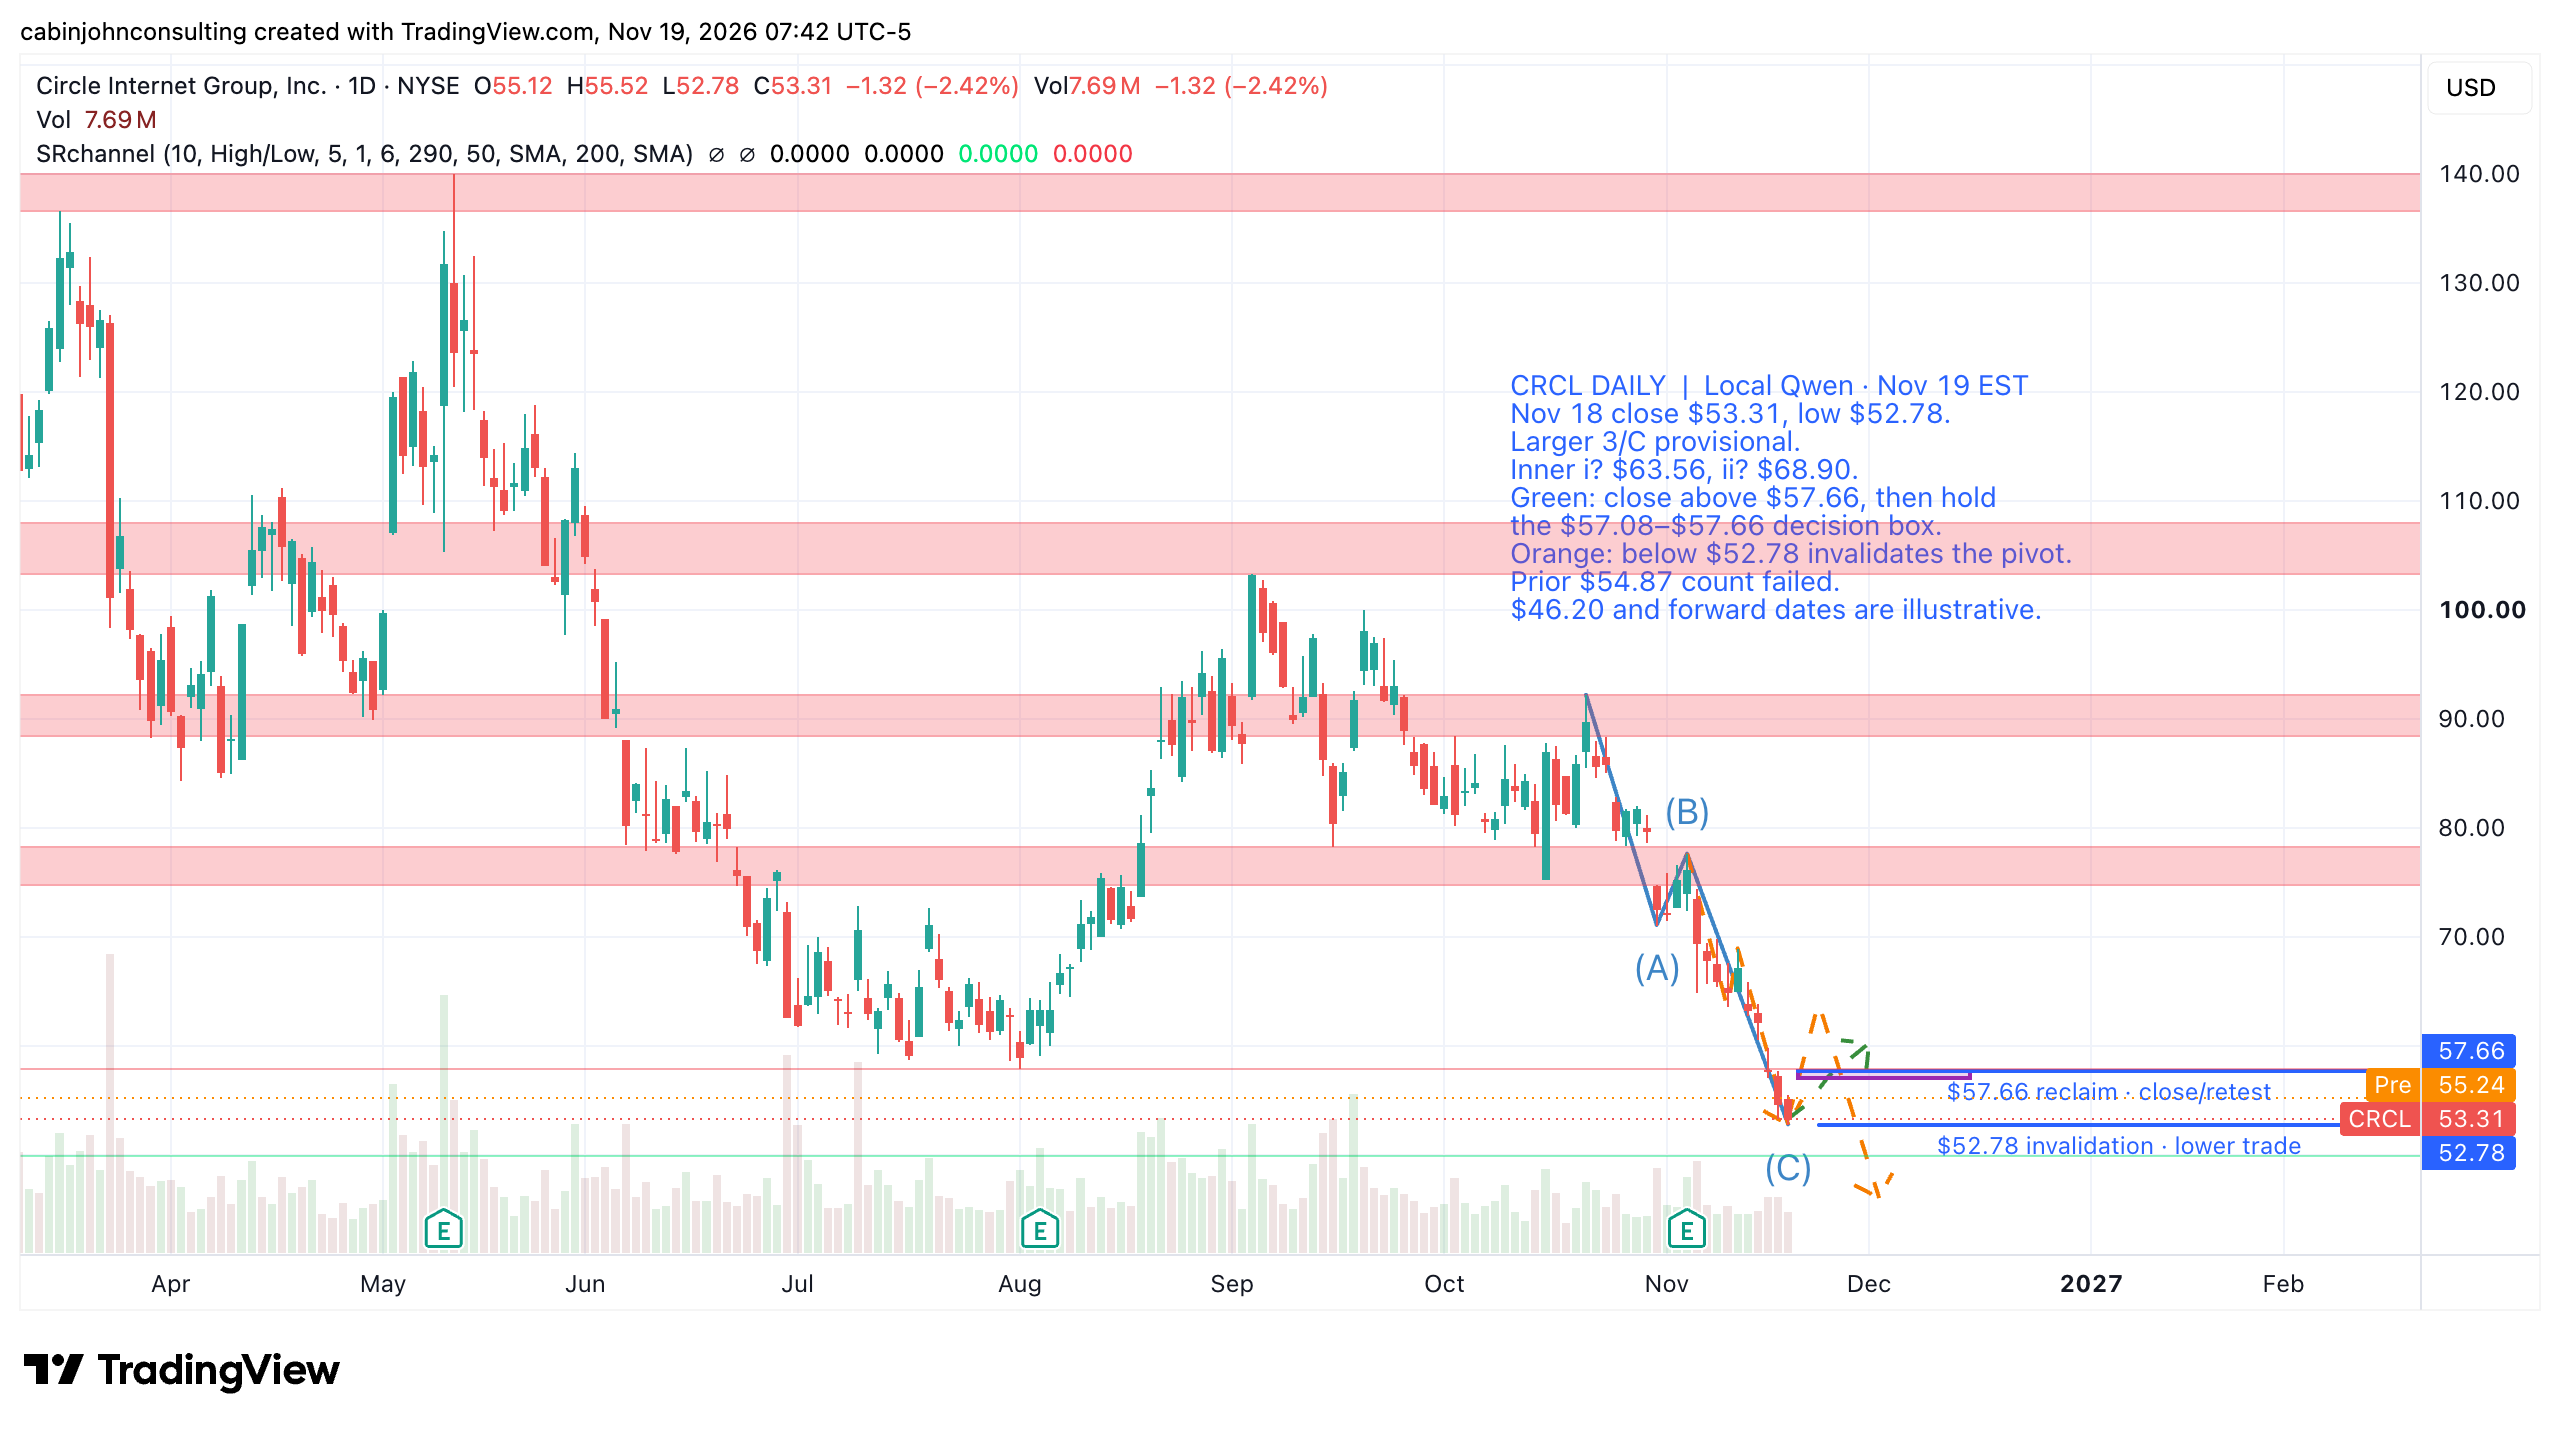 cabinjohnconsulting created with TradingView.com, Nov 19, 2026 07:42 UTC-5
Circle Internet Group, Inc. · 1D · NYSE O55.12 H55.52 L52.78 C53.31 −1.32 (−2.42%) Vol7.69 M −1.32 (−2.42%)
USD
Vol 7.69 M
SRchannel (10, High/Low, 5, 1, 6, 290, 50, SMA, 200, SMA) ∅ ∅ 0.0000 0.0000 0.0000 0.0000
140.00
130.00
120.00
110.00
100.00
90.00
80.00
70.00
CRCL DAILY | Local Qwen · Nov 19 EST
Nov 18 close $53.31, low $52.78.
Larger 3/C provisional.
Inner i? $63.56, ii? $68.90.
Green: close above $57.66, then hold
the $57.08–$57.66 decision box.
Orange: below $52.78 invalidates the pivot.
Prior $54.87 count failed.
$46.20 and forward dates are illustrative.
(B)
(A)
(C)
57.66
$57.66 reclaim · close/retest
Pre 55.24
CRCL 53.31
$52.78 invalidation · lower trade
52.78
E
E
E
Apr May Jun Jul Aug Sep Oct Nov Dec 2027 Feb
TradingView